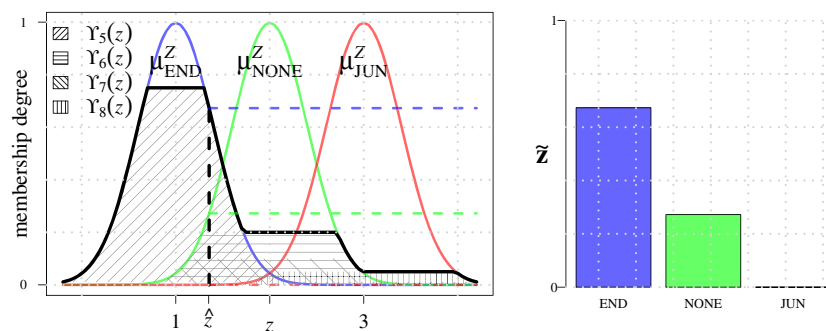 1
ϒ5(z)
ϒ6(z)
ϒ7(z)
ϒ8(z)
μZEND
μZNONE
μZJUN
membership degree
0
1
ẑ
z
3
1
z̃
0
END
NONE
JUN